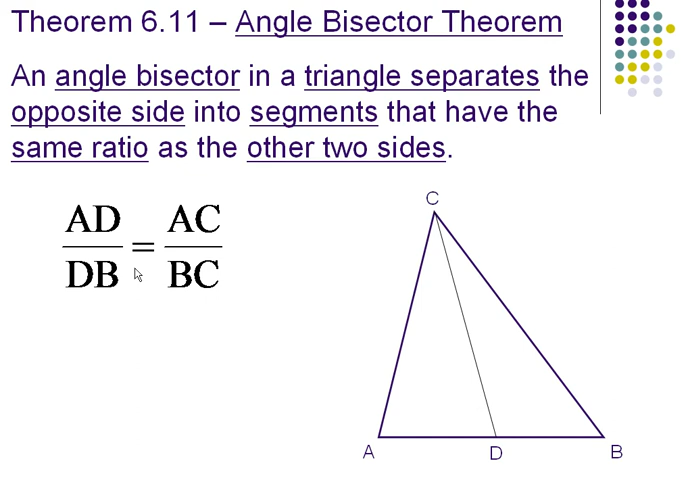 Theorem 6.11 – Angle Bisector Theorem
An angle bisector in a triangle separates the
opposite side into segments that have the
same ratio as the other two sides.
AD/DB = AC/BC
C
A
D
B